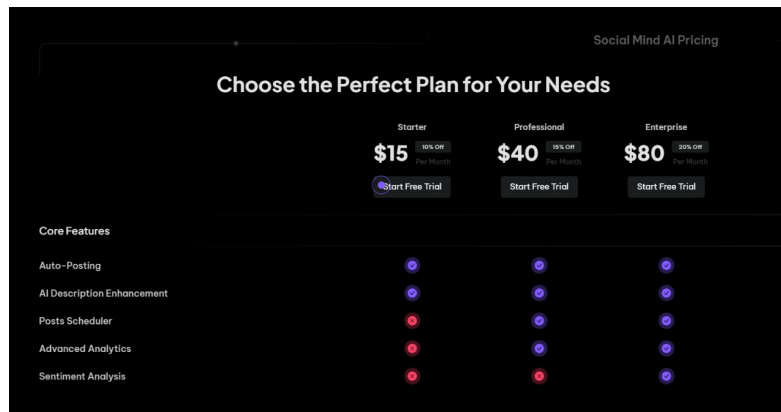 Social Mind AI Pricing
Choose the Perfect Plan for Your Needs
Starter Professional Enterprise
$15 10% Off Per Month $40 15% Off Per Month $80 20% Off Per Month
Start Free Trial Start Free Trial Start Free Trial
Core Features
Auto-Posting
AI Description Enhancement
Posts Scheduler
Advanced Analytics
Sentiment Analysis